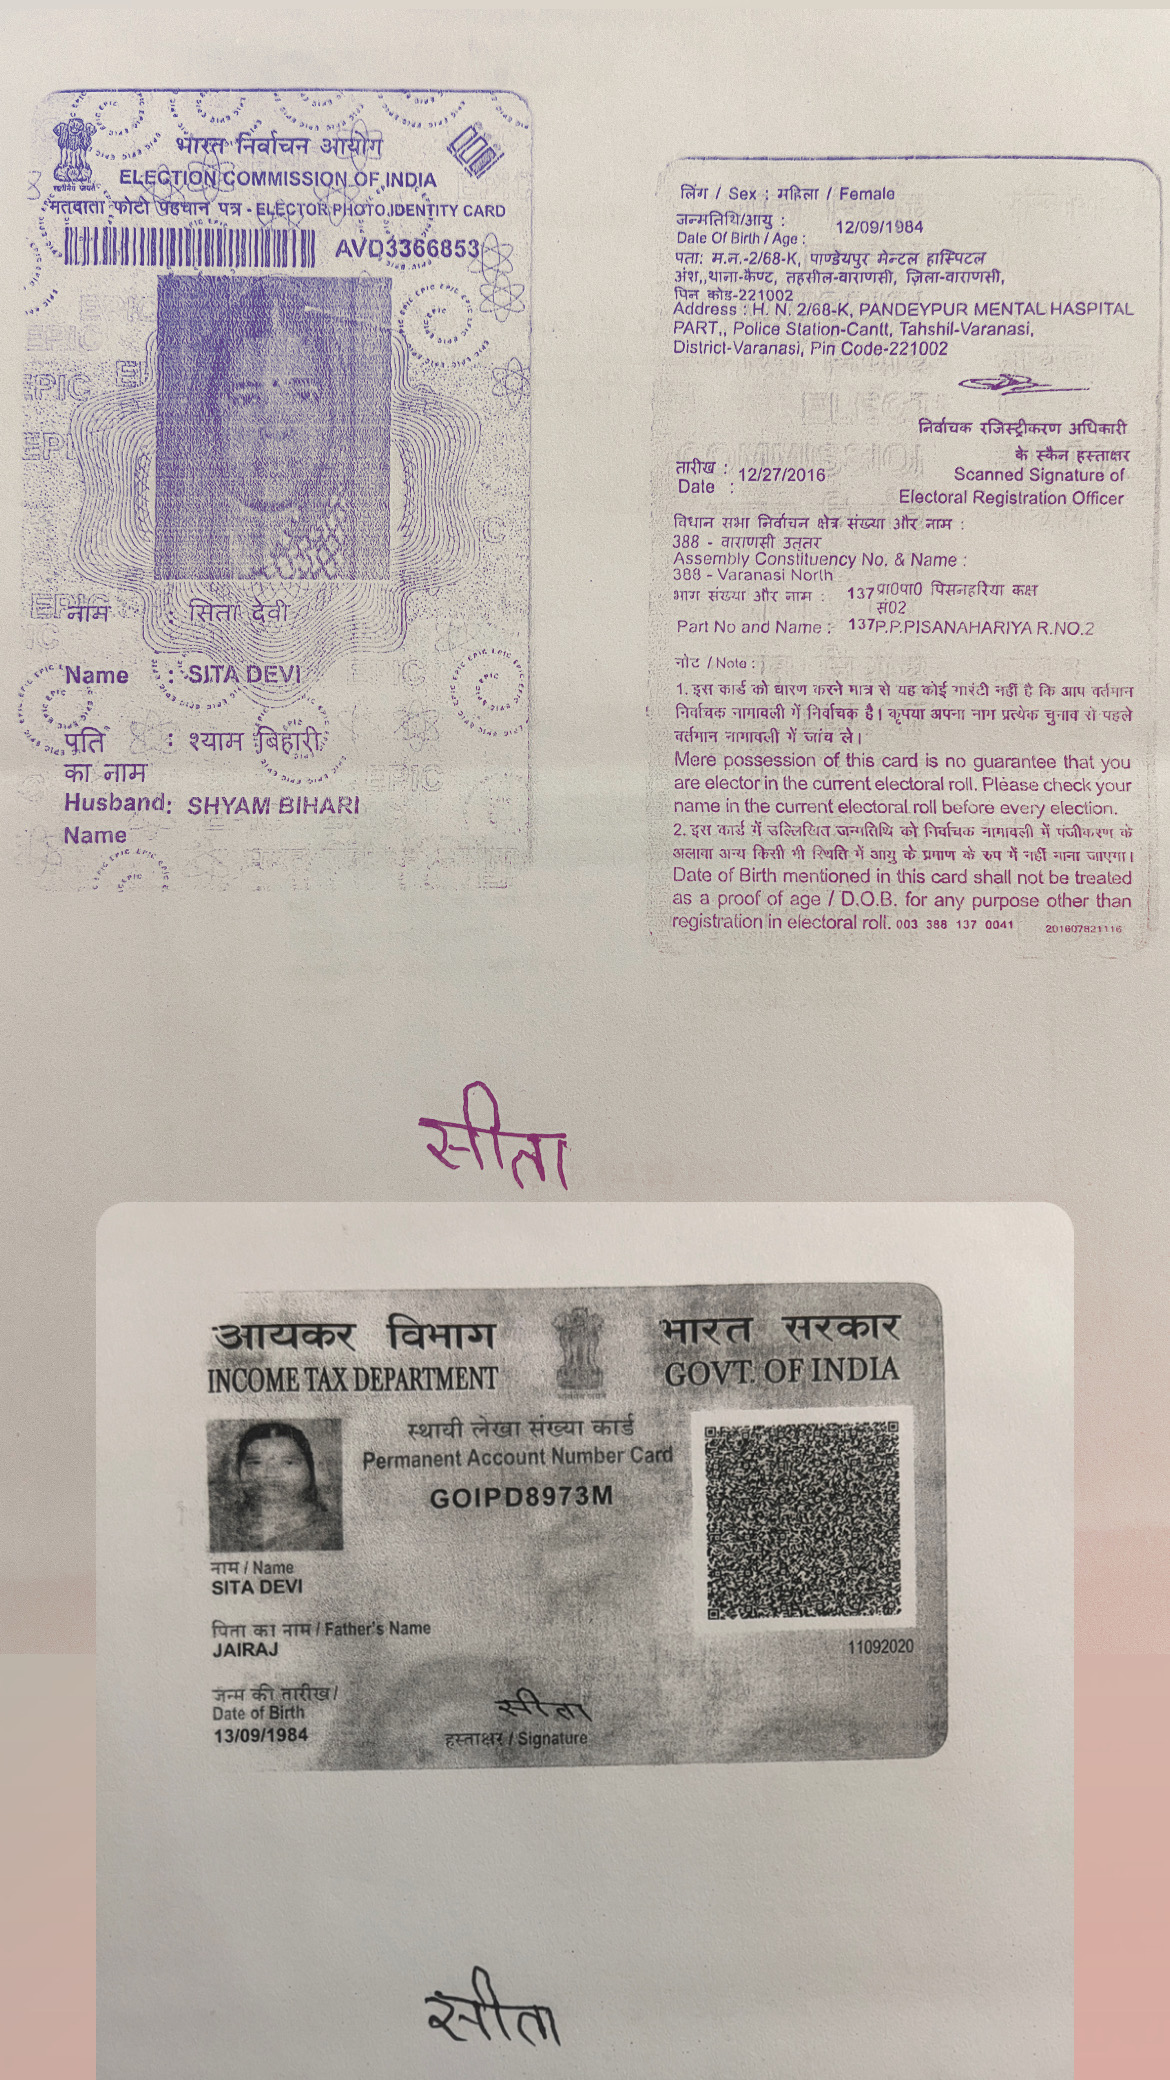 भारत निर्वाचन आयोग
ELECTION COMMISSION OF INDIA
मतदाता फोटो पहचान पत्र - ELECTOR PHOTO IDENTITY CARD
AVD3366853
नाम : सिता देवी
Name : SITA DEVI
पति : श्याम बिहारी
का नाम
Husband : SHYAM BIHARI
Name
लिंग / Sex : महिला / Female
जन्मतिथि/आयु :
Date Of Birth / Age : 12/09/1984
पता: म.न.-2/68-K, पाण्डेयपुर मेन्टल हास्पिटल
अंश,,थाना-कैण्ट, तहसील-वाराणसी, ज़िला-वाराणसी,
पिन कोड-221002
Address : H. N. 2/68-K, PANDEYPUR MENTAL HASPITAL
PART,, Police Station-Cantt, Tahshil-Varanasi,
District-Varanasi, Pin Code-221002
निर्वाचक रजिस्ट्रीकरण अधिकारी
के स्कैन हस्ताक्षर
Scanned Signature of
Electoral Registration Officer
तारीख : 12/27/2016
Date :
विधान सभा निर्वाचन क्षेत्र संख्या और नाम :
388 - वाराणसी उत्तर
Assembly Constituency No. & Name :
388 - Varanasi North
भाग संख्या और नाम : 137 प्रा0पा0 पिसनहरिया कक्ष
सं02
Part No and Name : 137 P.P.PISANAHARIYA R.NO.2
नोट / Note :
1. इस कार्ड को धारण करने मात्र से यह कोई गारंटी नहीं है कि आप वर्तमान
निर्वाचक नामावली में निर्वाचक है। कृपया अपना नाम प्रत्येक चुनाव से पहले
वर्तमान नामावली में जांच ले।
Mere possession of this card is no guarantee that you
are elector in the current electoral roll. Please check your
name in the current electoral roll before every election.
2. इस कार्ड में उल्लिखित जन्मतिथि को निर्वाचक नामावली में पंजीकरण के
अलावा अन्य किसी भी स्थिति में आयु के प्रमाण के रुप में नहीं माना जाएगा।
Date of Birth mentioned in this card shall not be treated
as a proof of age / D.O.B. for any purpose other than
registration in electoral roll. 003 388 137 0041 201607821116
सीता
आयकर विभाग
INCOME TAX DEPARTMENT
भारत सरकार
GOVT. OF INDIA
स्थायी लेखा संख्या कार्ड
Permanent Account Number Card
GOIPD8973M
नाम / Name
SITA DEVI
पिता का नाम / Father's Name
JAIRAJ
11092020
जन्म की तारीख /
Date of Birth
13/09/1984
सीता
हस्ताक्षर / Signature
सीता